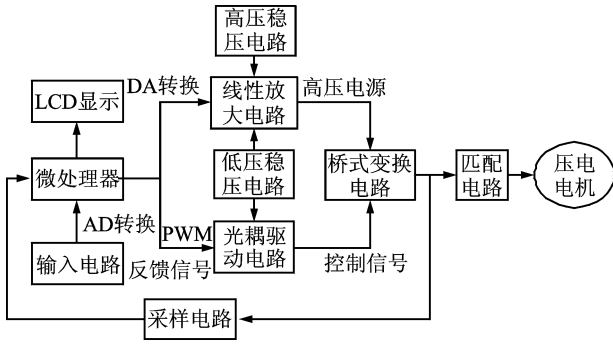 高压稳
压电路
DA转换
线性放
大电路
高压电源
LCD显示
微处理器
低压稳
压电路
桥式变换
电路
匹配
电路
压电
电机
AD转换
PWM
光耦驱
动电路
输入电路
反馈信号
控制信号
采样电路